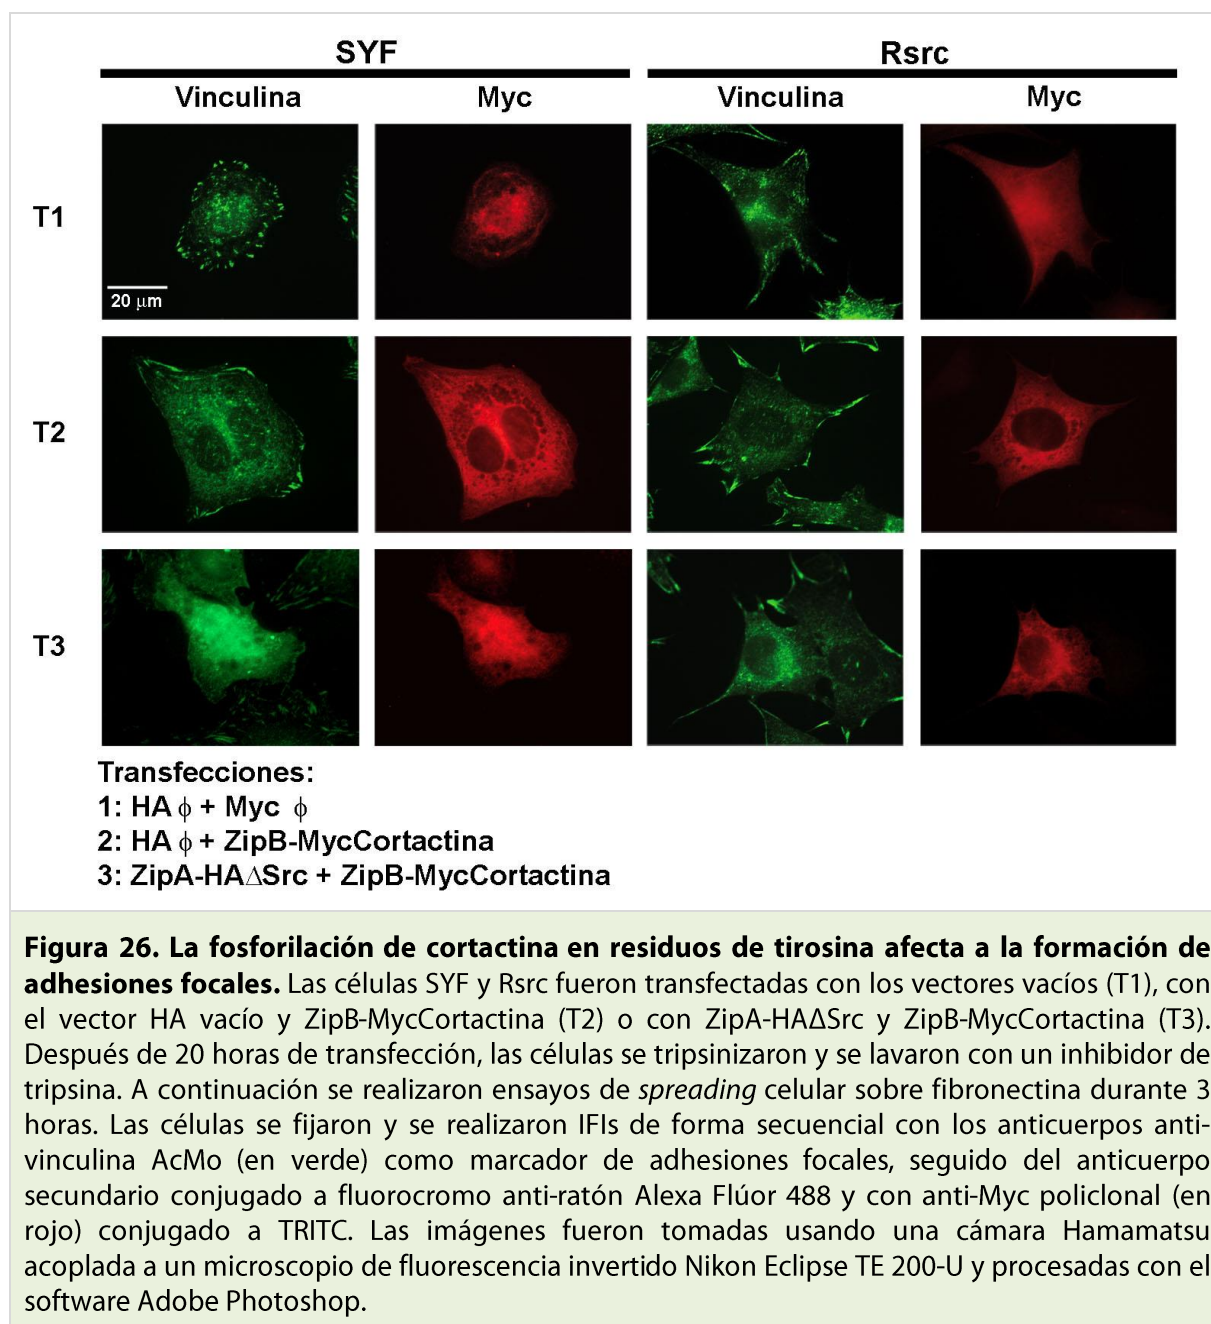 SYF Rsrc
Vinculina Myc Vinculina Myc
T1
20 μm
T2
T3
Transfecciones:
1: HA ϕ + Myc ϕ
2: HA ϕ + ZipB-MycCortactina
3: ZipA-HAΔSrc + ZipB-MycCortactina
Figura 26. La fosforilación de cortactina en residuos de tirosina afecta a la formación de
adhesiones focales. Las células SYF y Rsrc fueron transfectadas con los vectores vacíos (T1), con
el vector HA vacío y ZipB-MycCortactina (T2) o con ZipA-HAΔSrc y ZipB-MycCortactina (T3).
Después de 20 horas de transfección, las células se tripsinizaron y se lavaron con un inhibidor de
tripsina. A continuación se realizaron ensayos de spreading celular sobre fibronectina durante 3
horas. Las células se fijaron y se realizaron IFIs de forma secuencial con los anticuerpos anti-
vinculina AcMo (en verde) como marcador de adhesiones focales, seguido del anticuerpo
secundario conjugado a fluorocromo anti-ratón Alexa Flúor 488 y con anti-Myc policlonal (en
rojo) conjugado a TRITC. Las imágenes fueron tomadas usando una cámara Hamamatsu
acoplada a un microscopio de fluorescencia invertido Nikon Eclipse TE 200-U y procesadas con el
software Adobe Photoshop.